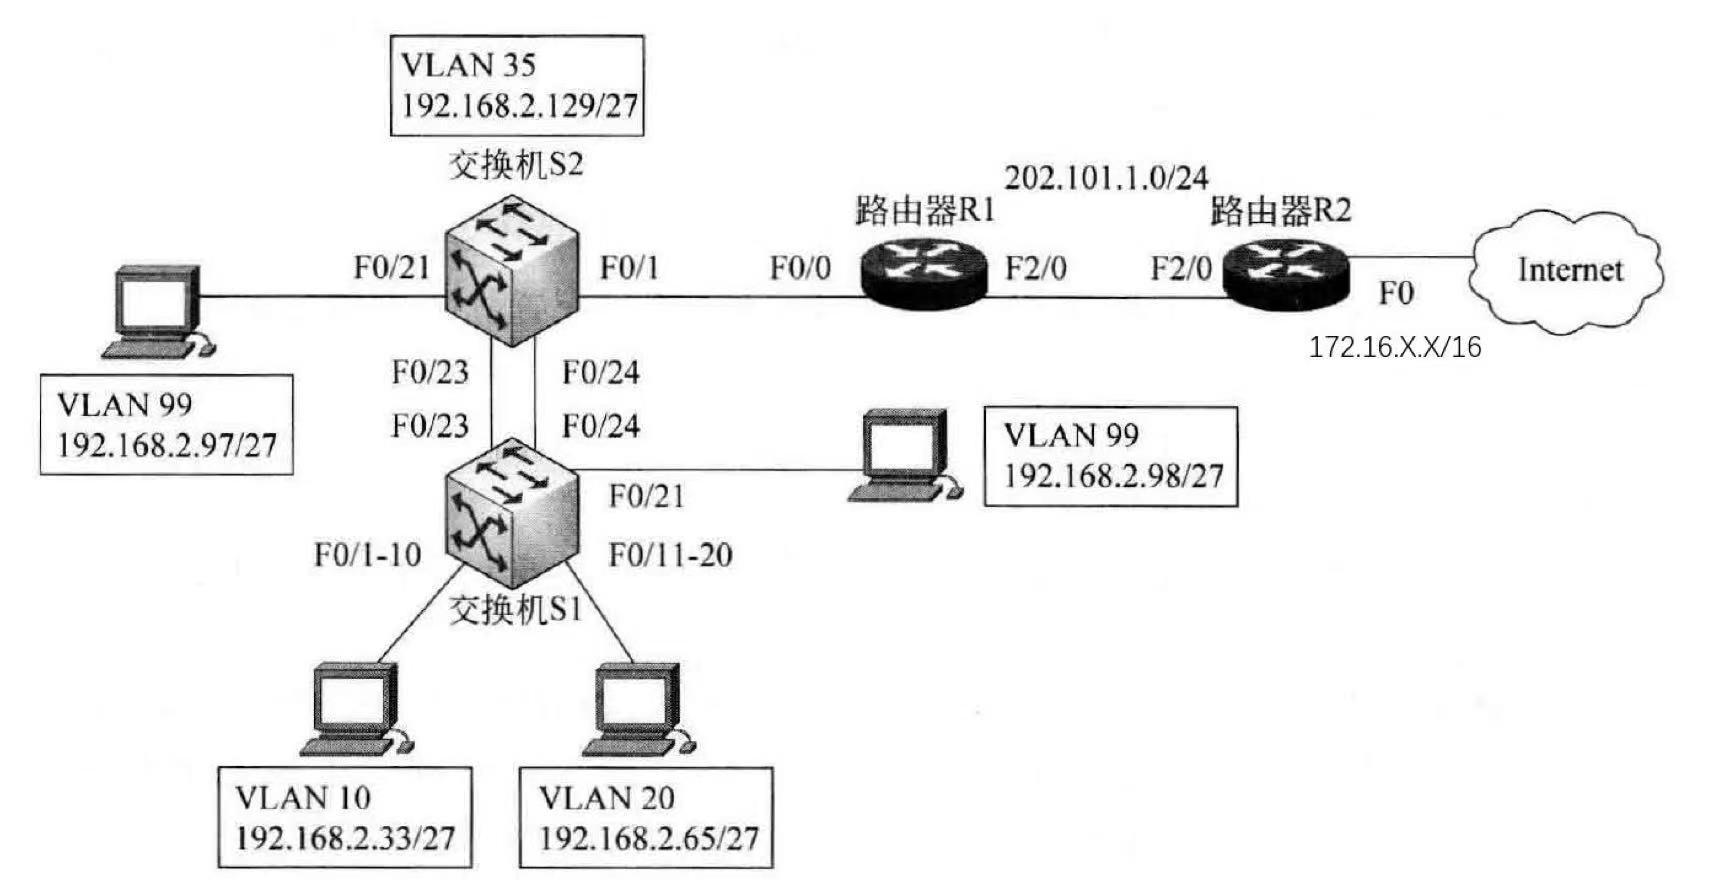 VLAN 35
192.168.2.129/27
交换机S2
202.101.1.0/24
路由器R1
路由器R2
F0/21
F0/1
F0/0
F2/0
F2/0
F0
Internet
172.16.X.X/16
F0/23
F0/24
VLAN 99
192.168.2.97/27
F0/23
F0/24
VLAN 99
192.168.2.98/27
F0/21
F0/1-10
F0/11-20
交换机S1
VLAN 10
192.168.2.33/27
VLAN 20
192.168.2.65/27